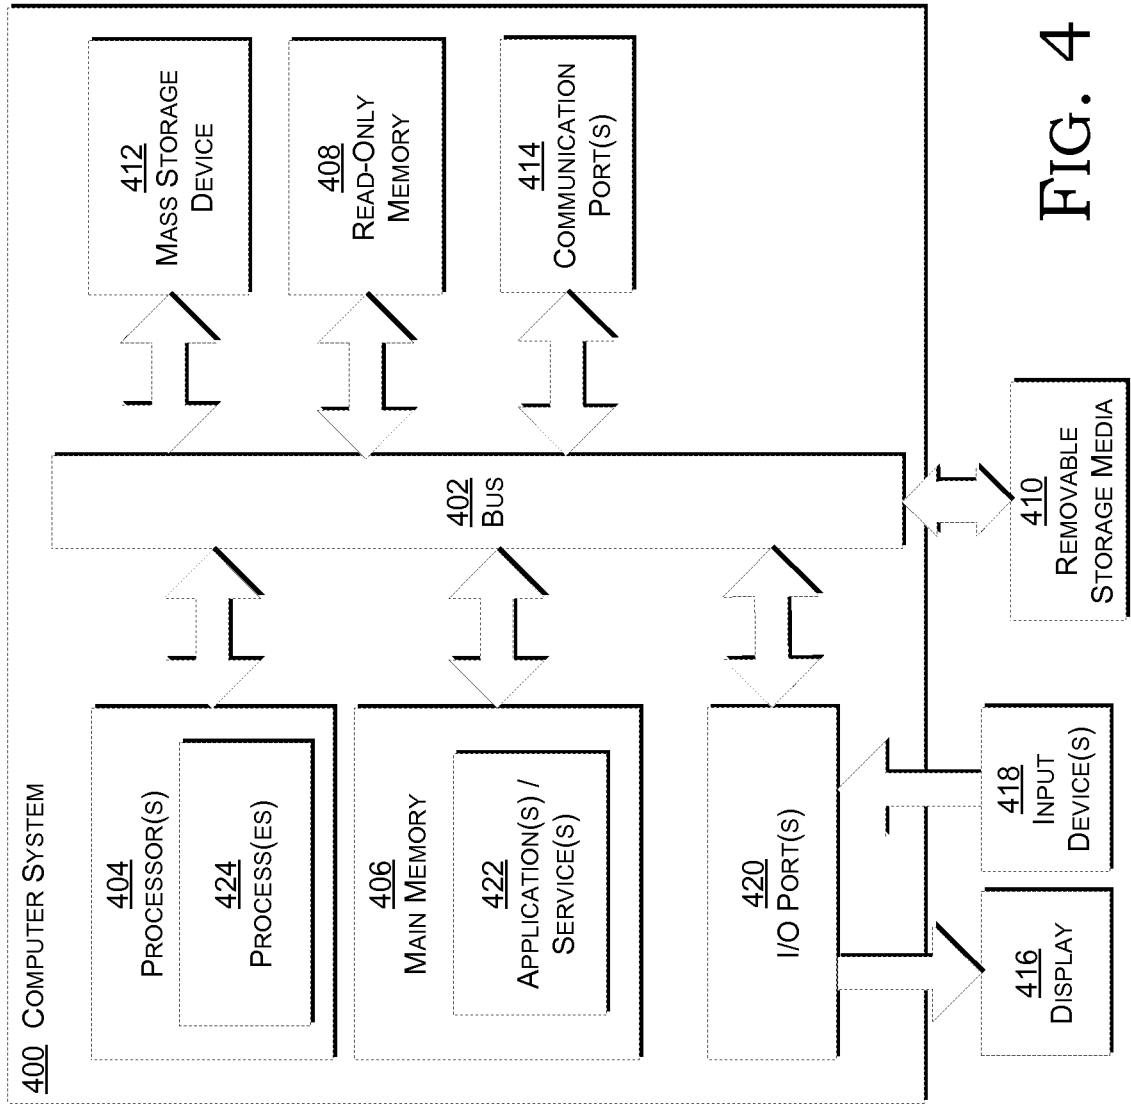 400 COMPUTER SYSTEM
404
PROCESSOR(S)
424
PROCESS(ES)
406
MAIN MEMORY
422
APPLICATION(S) /
SERVICE(S)
420
I/O PORT(S)
402
BUS
412
MASS STORAGE
DEVICE
408
READ-ONLY
MEMORY
414
COMMUNICATION
PORT(S)
416
DISPLAY
418
INPUT
DEVICE(S)
410
REMOVABLE
STORAGE MEDIA
FIG. 4